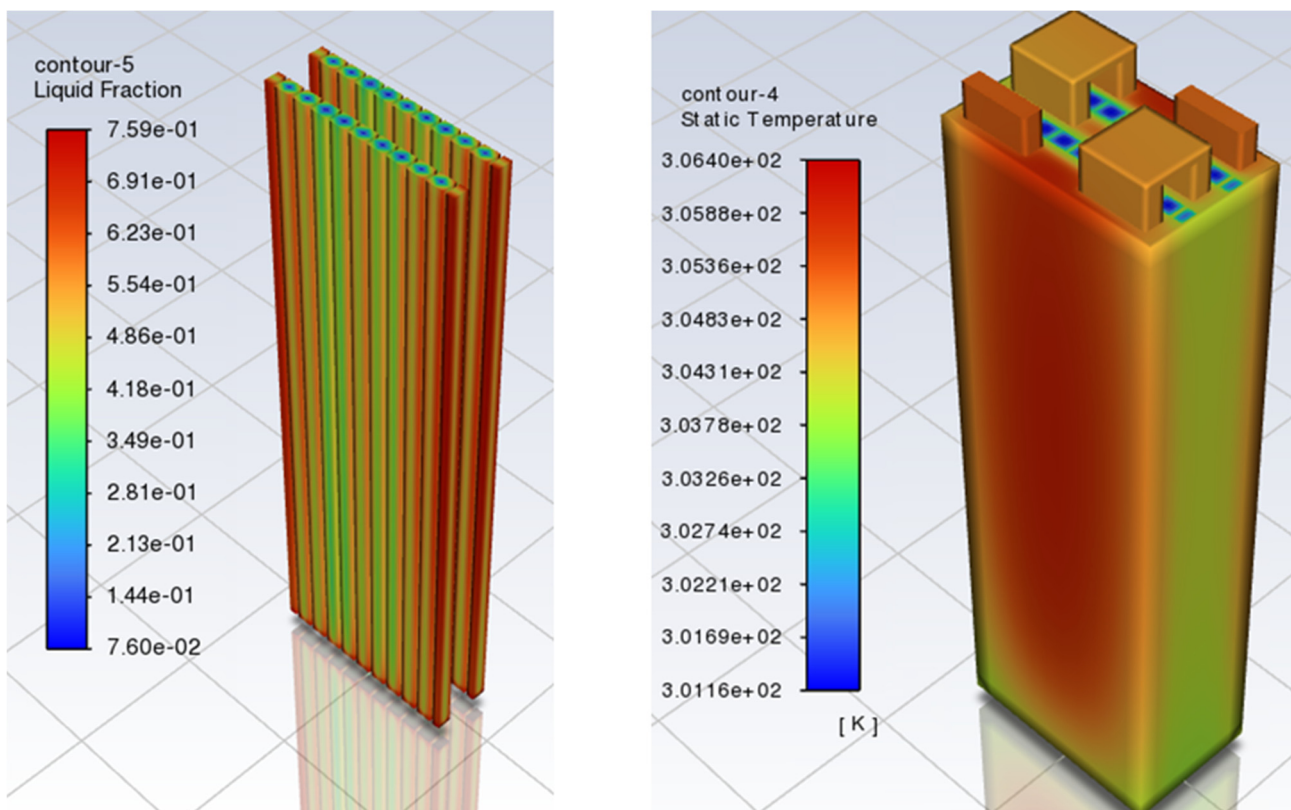 contour-5
Liquid Fraction
7.59e-01
6.91e-01
6.23e-01
5.54e-01
4.86e-01
4.18e-01
3.49e-01
2.81e-01
2.13e-01
1.44e-01
7.60e-02
contour-4
Static Temperature
3.0640e+02
3.0588e+02
3.0536e+02
3.0483e+02
3.0431e+02
3.0378e+02
3.0326e+02
3.0274e+02
3.0221e+02
3.0169e+02
3.0116e+02
[ K ]